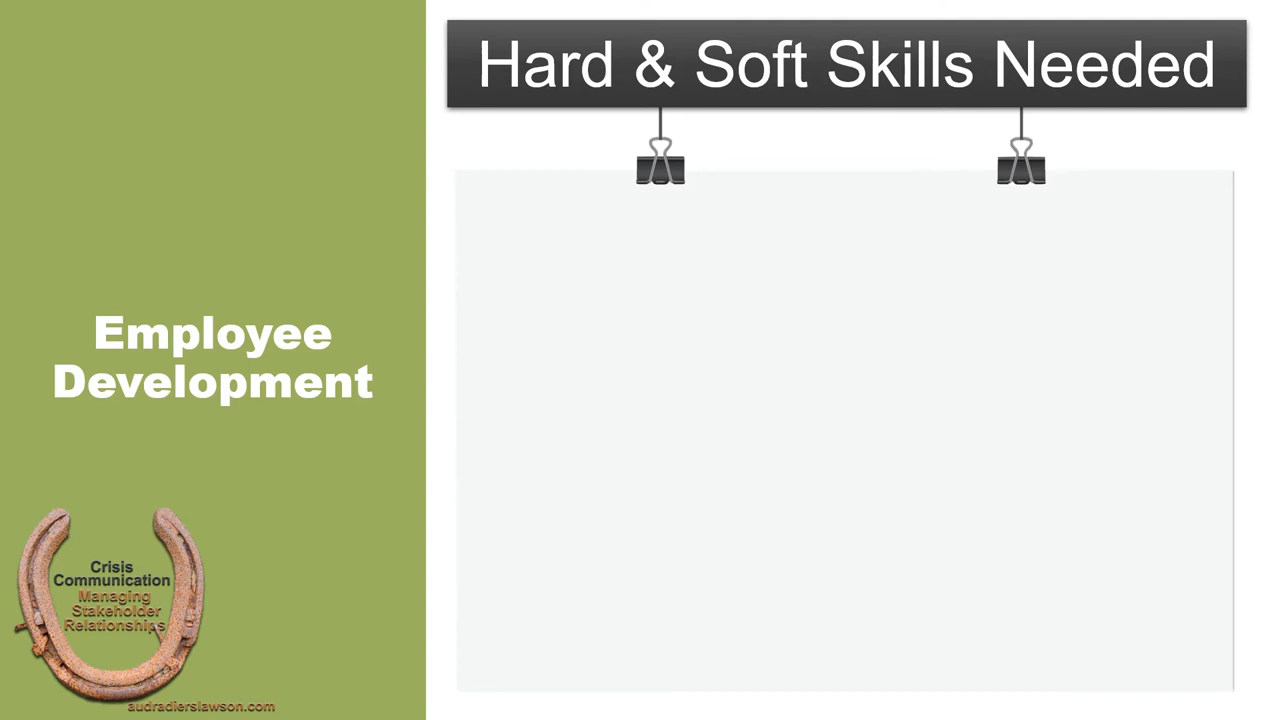 Hard & Soft Skills Needed
Employee
Development
Crisis
Communication
Managing
Stakeholder
Relationships
audradierslawson.com